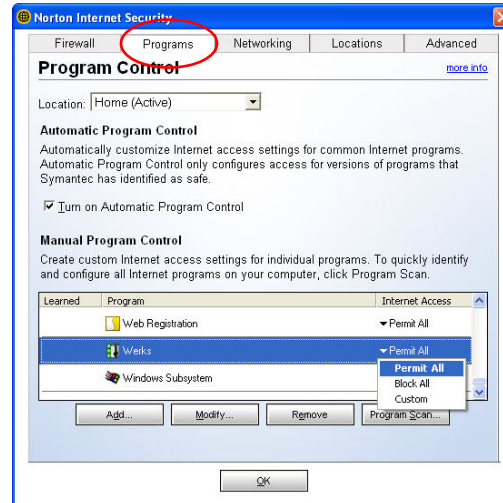 Norton Internet Security
Firewall Programs Networking Locations Advanced
Program Control more info
Location: Home (Active)
Automatic Program Control
Automatically customize Internet access settings for common Internet programs.
Automatic Program Control only configures access for versions of programs that
Symantec has identified as safe.
Turn on Automatic Program Control
Manual Program Control
Create custom Internet access settings for individual programs. To quickly identify
and configure all Internet programs on your computer, click Program Scan.
Learned Program Internet Access
Web Registration Permit All
Werks Permit All
Permit All
Windows Subsystem
Block All
Custom
Add... Modify... Remove Program Scan...
OK